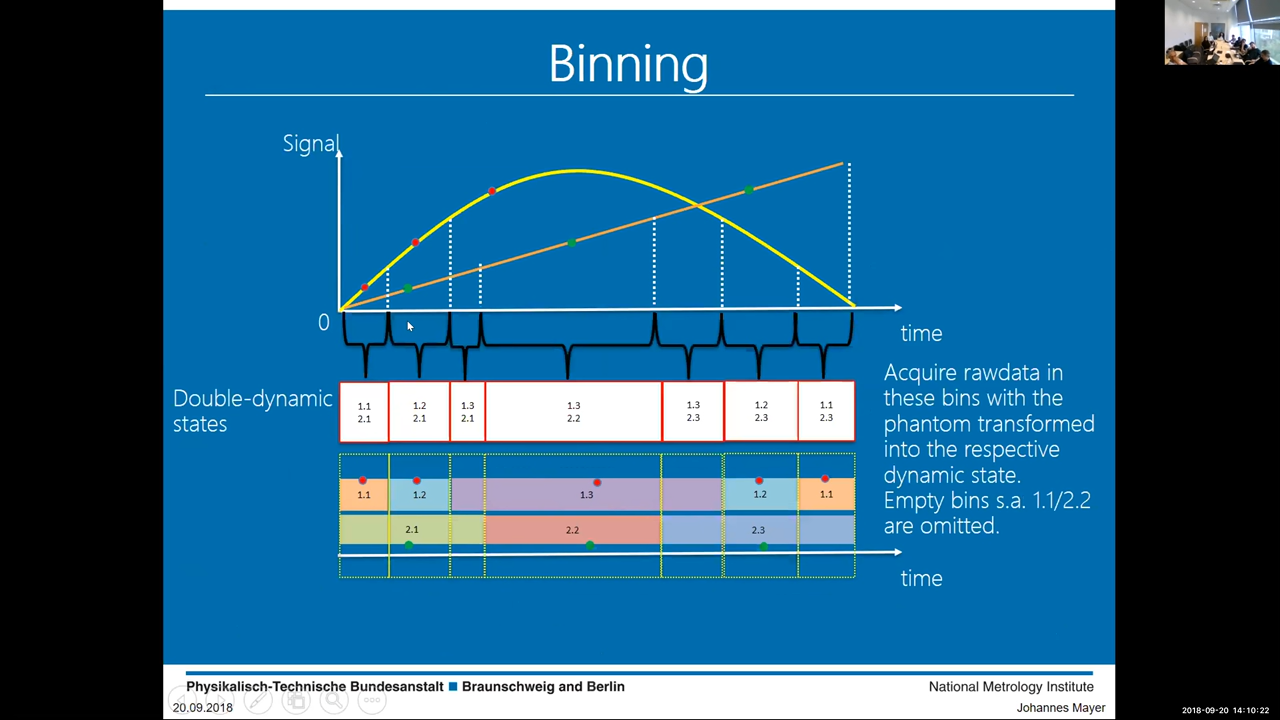 Binning
Signal
0
time
Double-dynamic
states
1.1
2.1
1.2
2.1
1.3
2.1
1.3
2.2
1.3
2.3
1.2
2.3
1.1
2.3
1.1
1.2
1.3
1.2
1.1
2.1
2.2
2.3
time
Acquire rawdata in
these bins with the
phantom transformed
into the respective
dynamic state.
Empty bins s.a. 1.1/2.2
are omitted.
Physikalisch-Technische Bundesanstalt ■ Braunschweig and Berlin
National Metrology Institute
20.09.2018
Johannes Mayer
2018-09-20 14:10:22